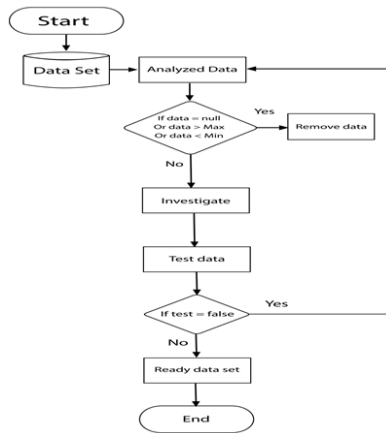 Start
Data Set
Analyzed Data
If data = null
Or data > Max
Or data < Min
Yes
Remove data
No
Investigate
Test data
If test = false
Yes
No
Ready data set
End